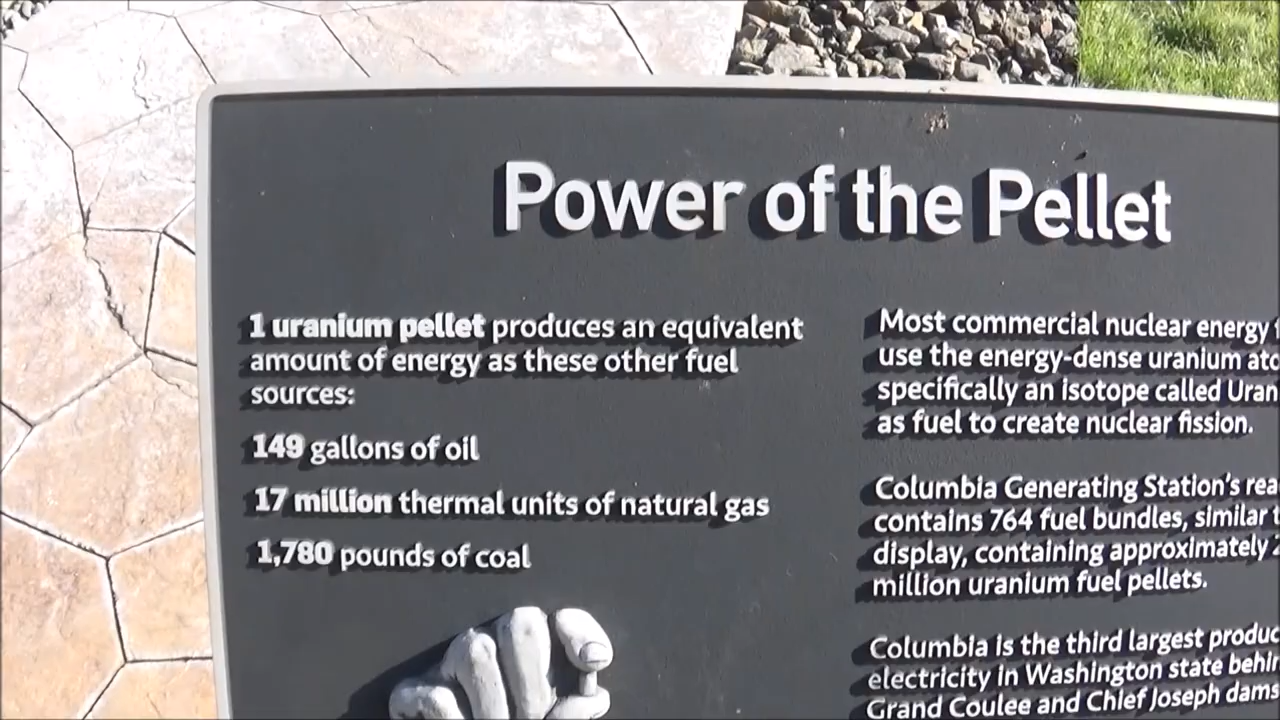 Power of the Pellet
1 uranium pellet produces an equivalent
amount of energy as these other fuel
sources:
149 gallons of oil
17 million thermal units of natural gas
1,780 pounds of coal
Most commercial nuclear energy
use the energy-dense uranium
specifically an isotope called
as fuel to create nuclear fission.
Columbia Generating Station's
contains 764 fuel bundles, similar
display, containing approximately
million uranium fuel pellets.
Columbia is the third largest
electricity in Washington state
Grand Coulee and Chief Joseph dams